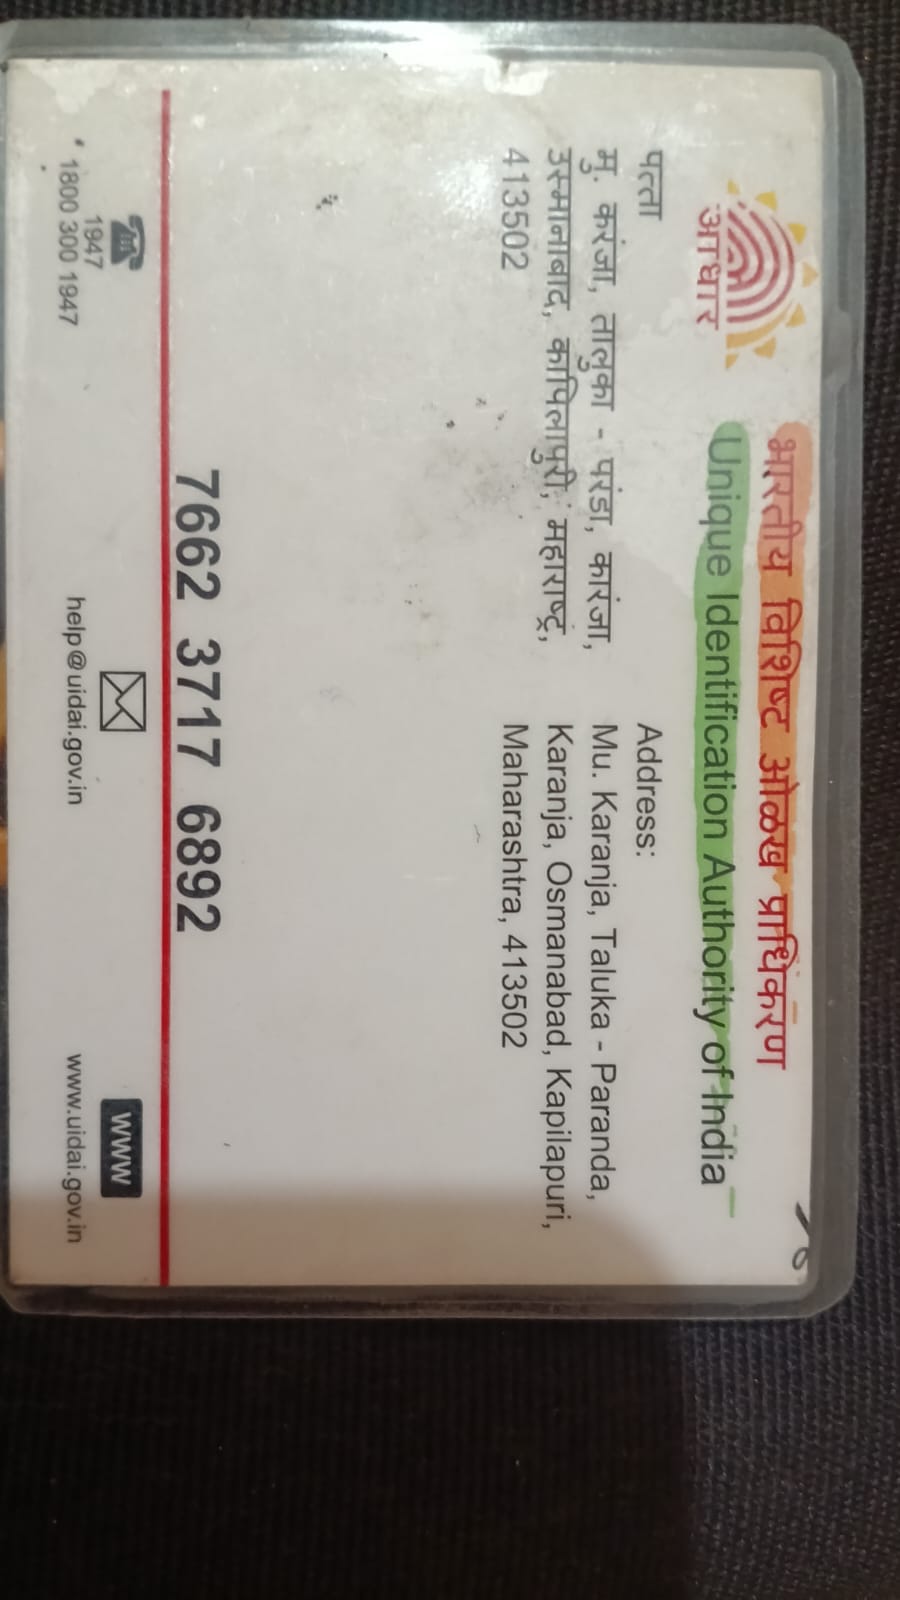 आधार
भारतीय विशिष्ट ओळख प्राधिकरण
Unique Identification Authority of India
पत्ता
मु. करंजा, तालुका - परंडा, कारंजा,
उस्मानाबाद, कापिलापुरी, महाराष्ट्र,
413502
Address:
Mu. Karanja, Taluka - Paranda,
Karanja, Osmanabad, Kapilapuri,
Maharashtra, 413502
7662 3717 6892
1947
1800 300 1947
help@uidai.gov.in
www
www.uidai.gov.in